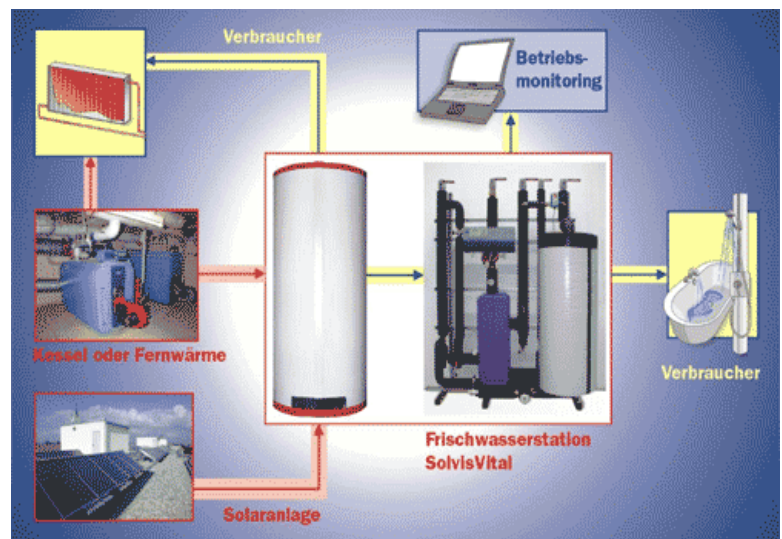 Verbraucher
Betriebs-
monitoring
Kessel oder Fernwärme
Verbraucher
Frischwasserstation
SolvisVital
Solaranlage